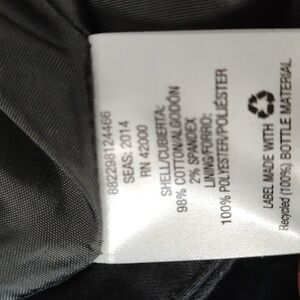 882298124466
SEAS: 2014
RN 42000
SHELL/CUBIERTA:
98% COTTON/ALGODÓN
2% SPANDEX
LINING/FORRO:
100% POLYESTER/POLIÉSTER
LABEL MADE WITH
Recycled (100%) BOTTLE MATERIAL